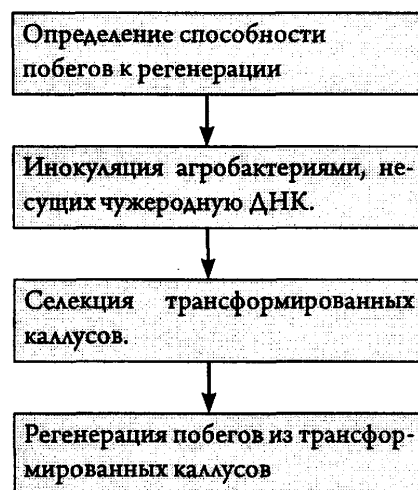 Определение способности
побегов к регенерации
Инокуляция агробактериями, не-
сущих чужеродную ДНК.
Селекция трансформированных
каллусов.
Регенерация побегов из трансфор-
мированных каллусов